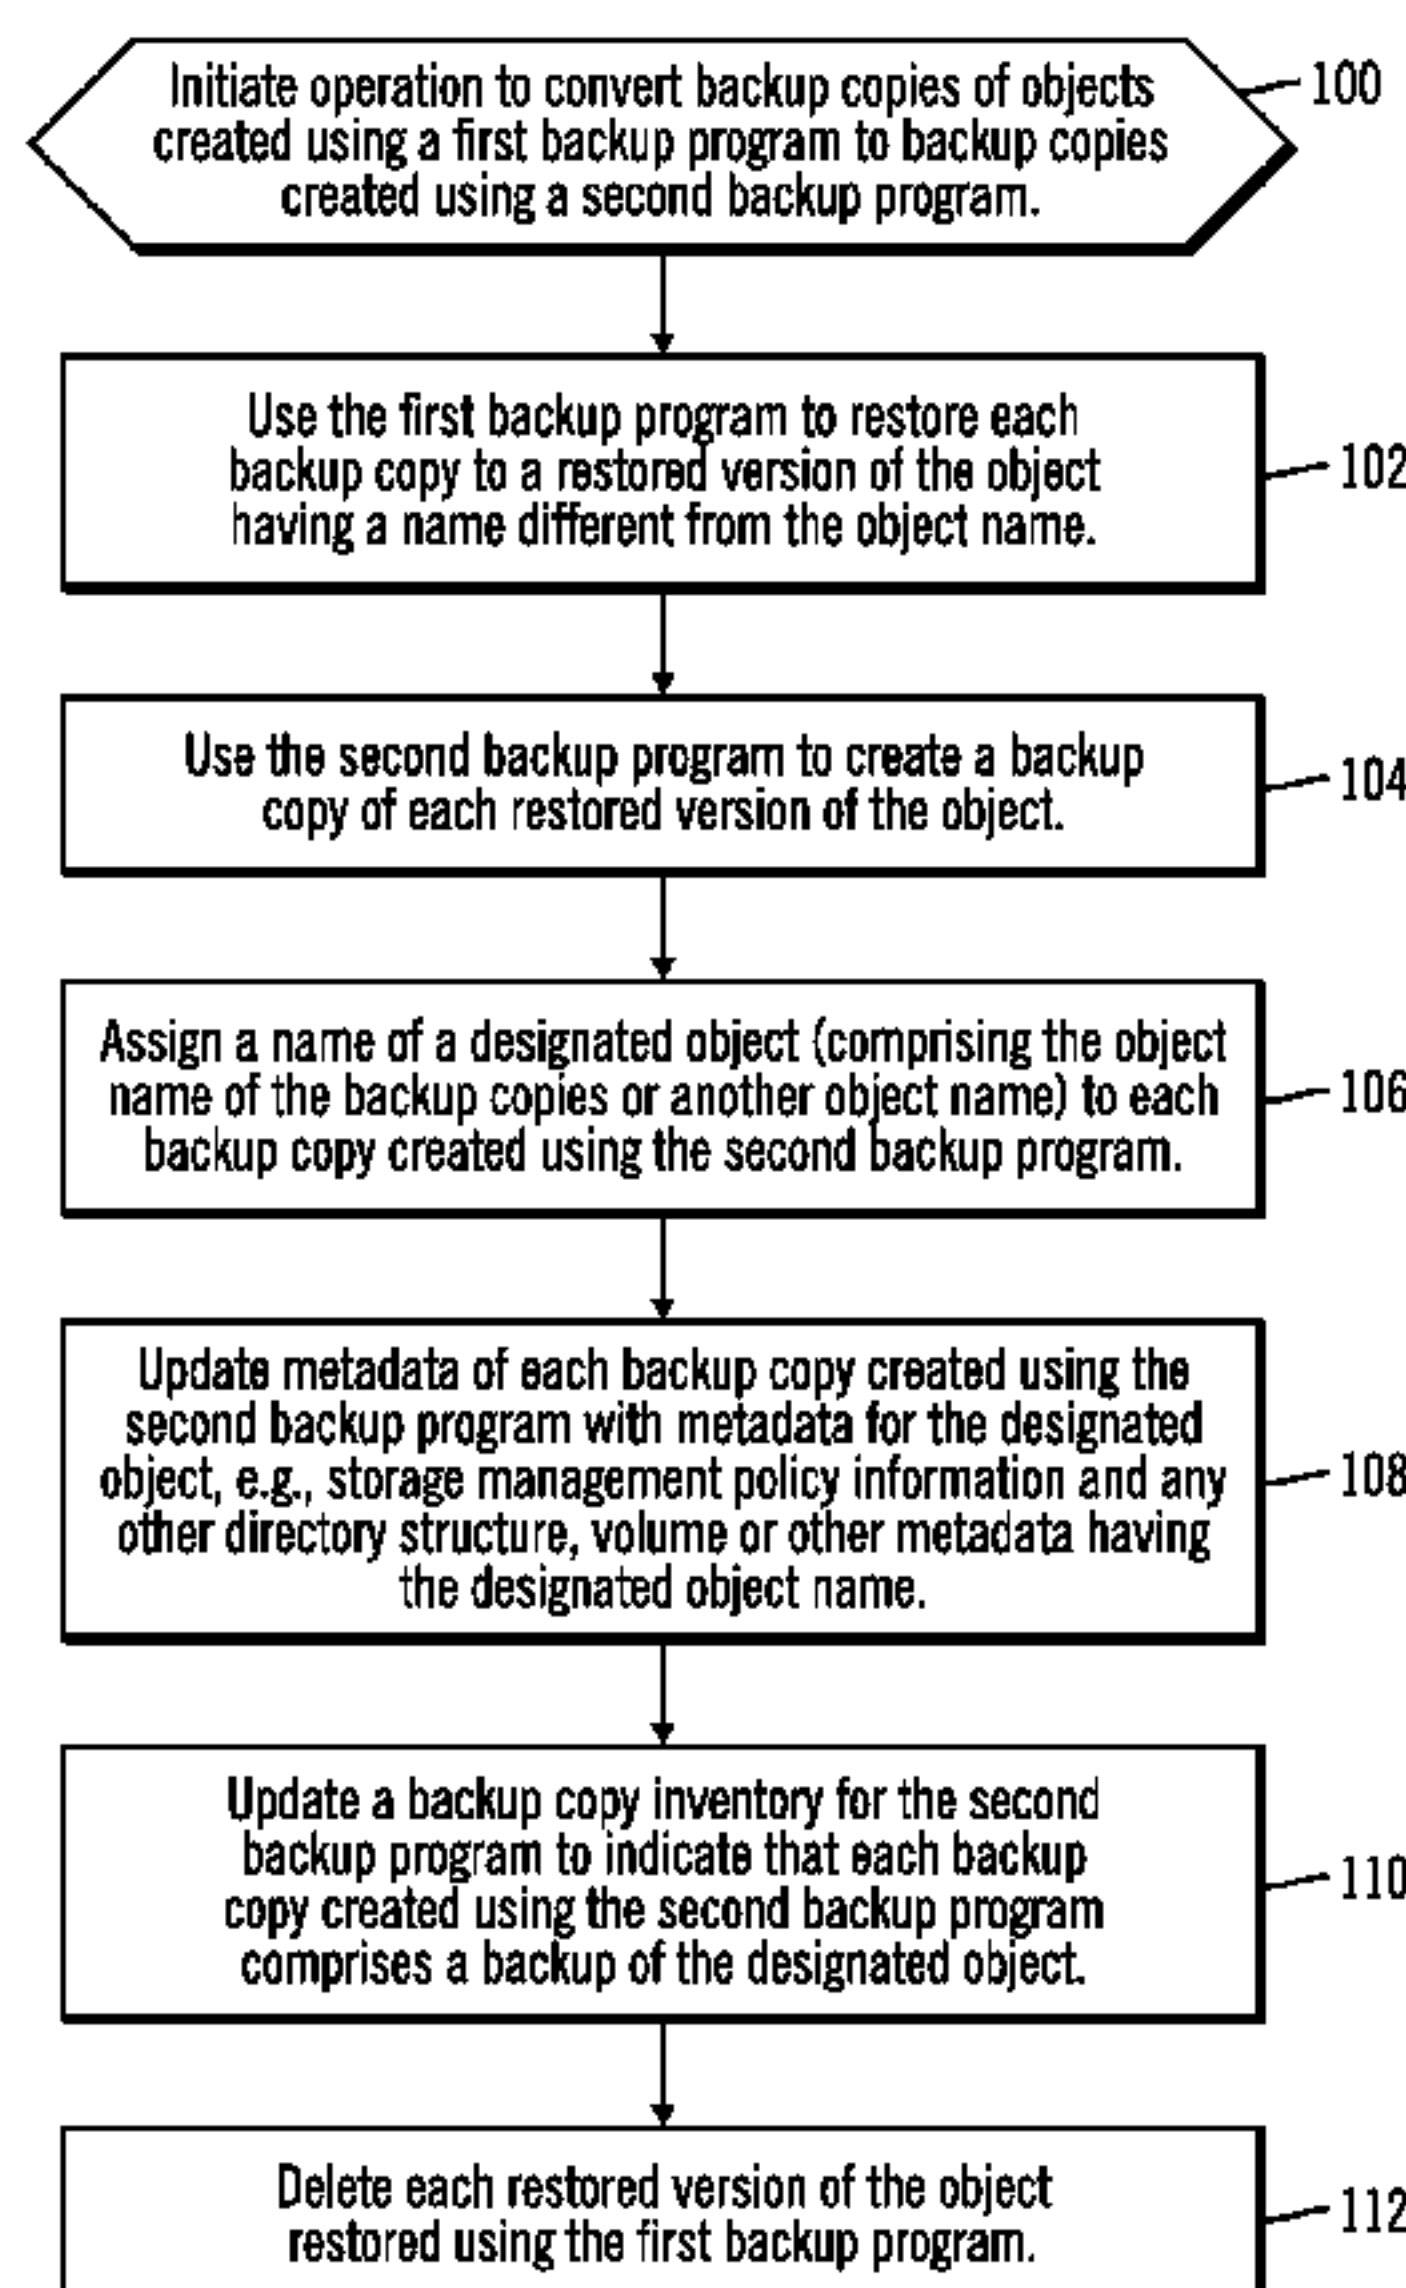 Initiate operation to convert backup copies of objects
created using a first backup program to backup copies
created using a second backup program.
100
Use the first backup program to restore each
backup copy to a restored version of the object
having a name different from the object name.
102
Use the second backup program to create a backup
copy of each restored version of the object.
104
Assign a name of a designated object (comprising the object
name of the backup copies or another object name) to each
backup copy created using the second backup program.
106
Update metadata of each backup copy created using the
second backup program with metadata for the designated
object, e.g., storage management policy information and any
other directory structure, volume or other metadata having
the designated object name.
108
Update a backup copy inventory for the second
backup program to indicate that each backup
copy created using the second backup program
comprises a backup of the designated object.
110
Delete each restored version of the object
restored using the first backup program.
112